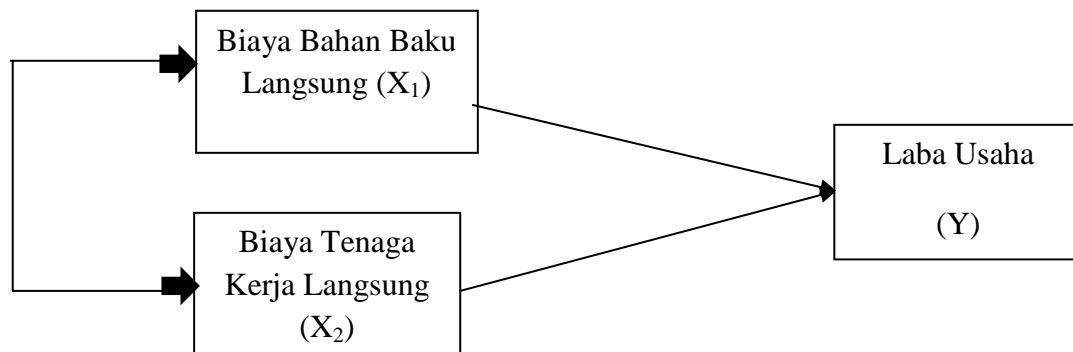 Biaya Bahan Baku
Langsung (X₁)
Laba Usaha
(Y)
Biaya Tenaga
Kerja Langsung
(X₂)